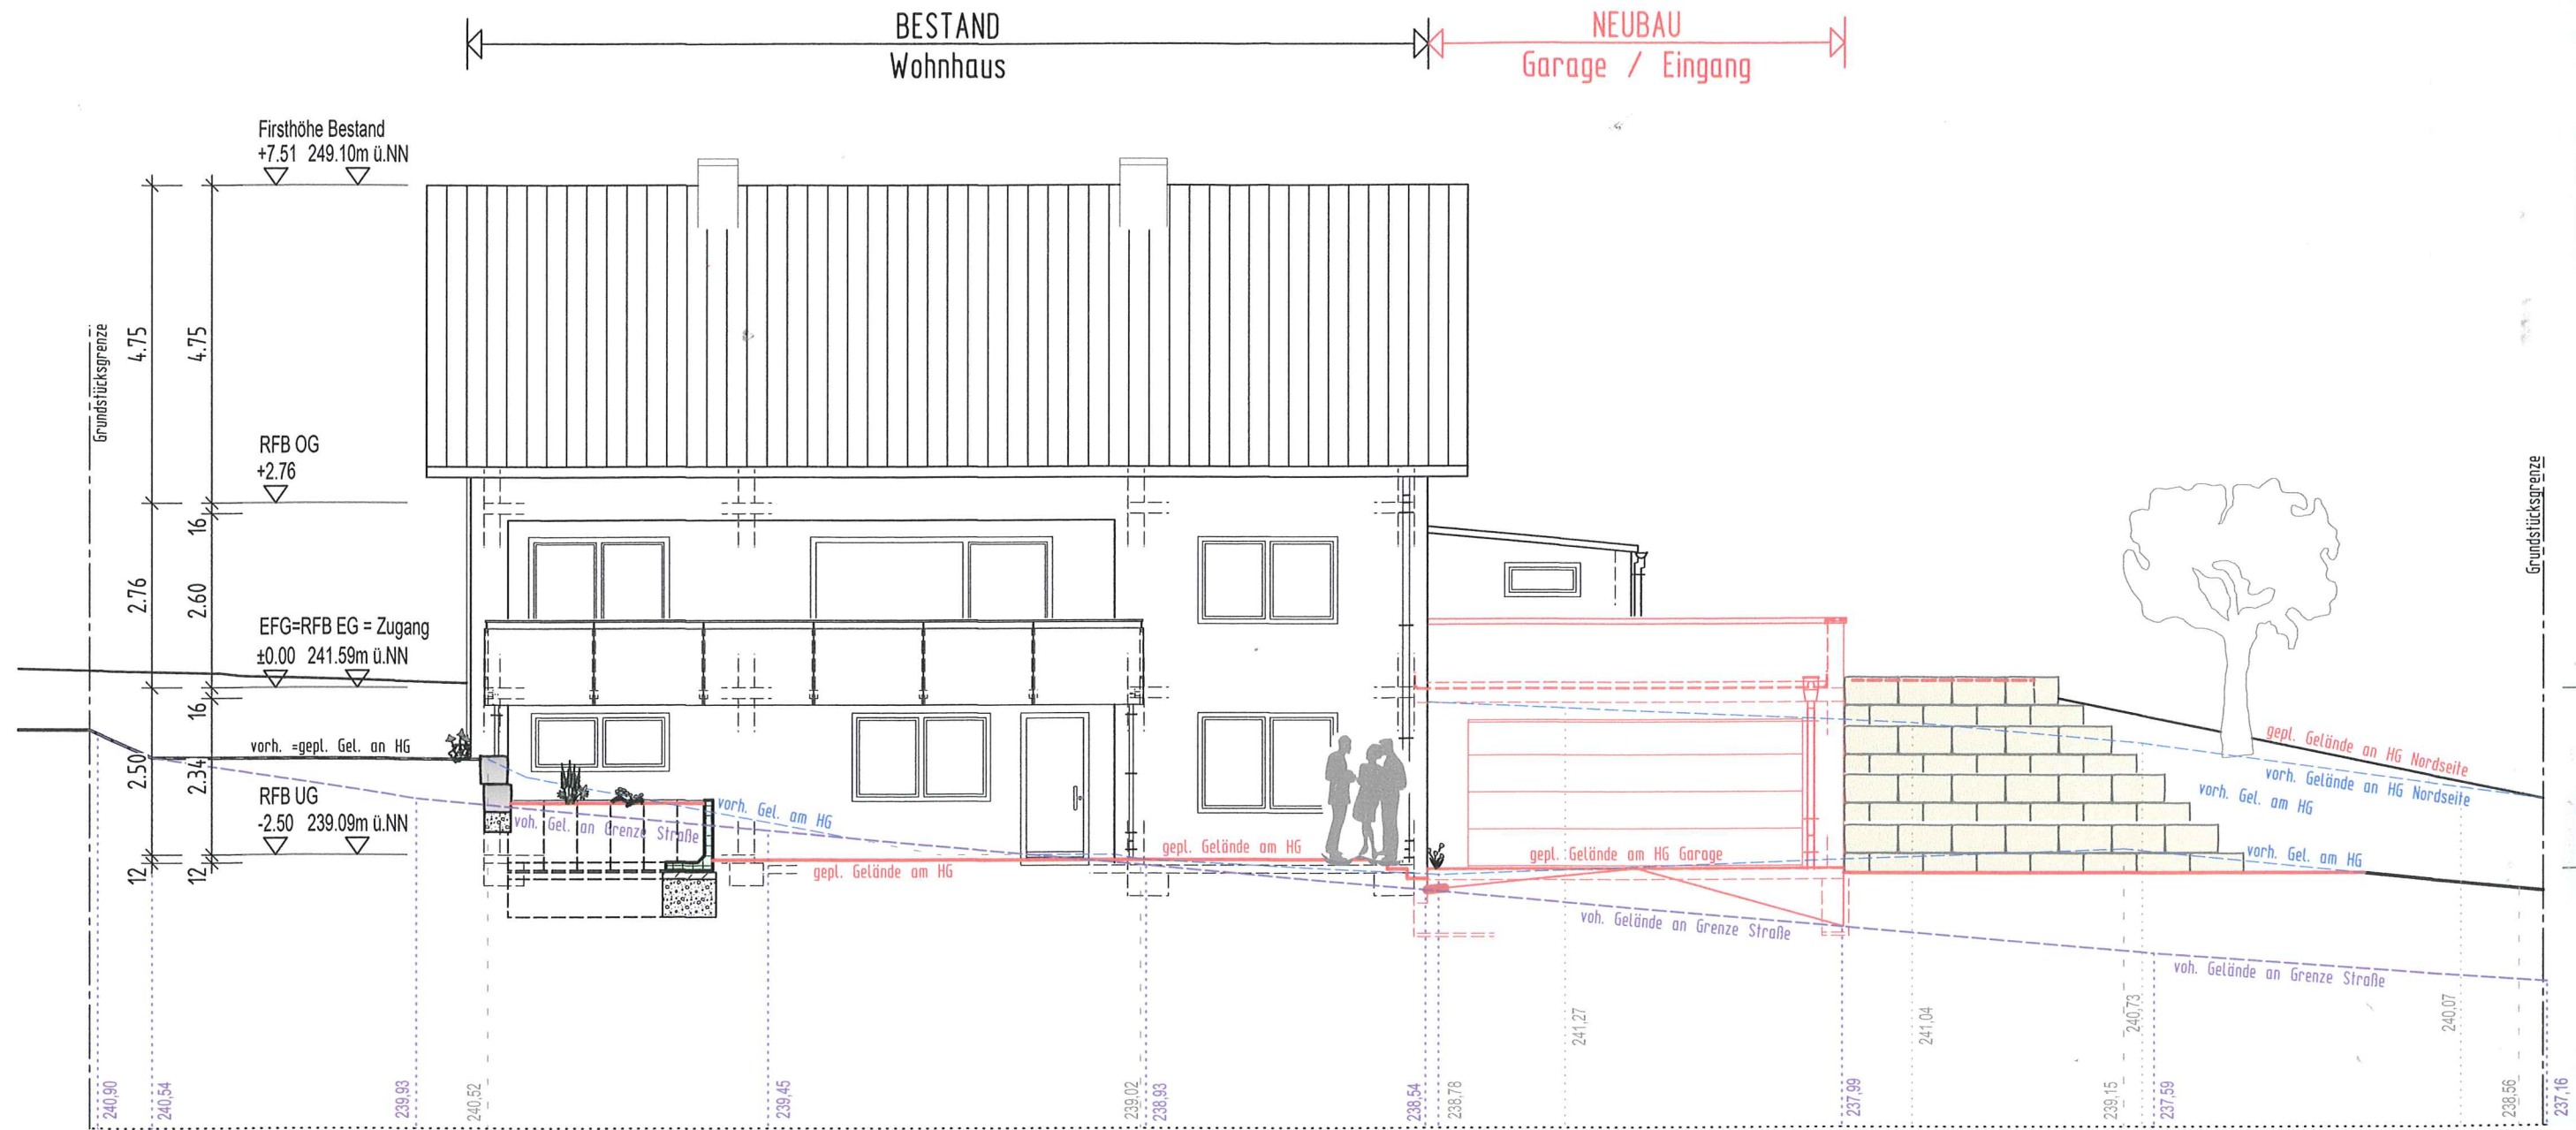 BESTAND
Wohnhaus
NEUBAU
Garage / Eingang
Firsthöhe Bestand
+7.51 249.10m ü.NN
Grundstücksgrenze
4.75
4.75
RFB OG
+2.76
16
2.76
2.60
EFG=RFB EG = Zugang
±0.00 241.59m ü.NN
16
vorh. =gepl. Gel. an HG
2.50
2.34
RFB UG
-2.50 239.09m ü.NN
12
12
vorh. Gel. am HG
voh. Gel. an Grenze Straße
gepl. Gelände am HG
gepl. Gelände am HG
gepl. Gelände am HG Garage
voh. Gelände an Grenze Straße
Grundstücksgrenze
gepl. Gelände an HG Nordseite
vorh. Gelände an HG Nordseite
vorh. Gel. am HG
vorh. Gel. am HG
voh. Gelände an Grenze Straße
240,90
240,54
239,93
240,52
239,45
239,02
238,93
238,54
238,78
241,27
237,99
241,04
239,15
240,73
237,59
240,07
238,56
237,16